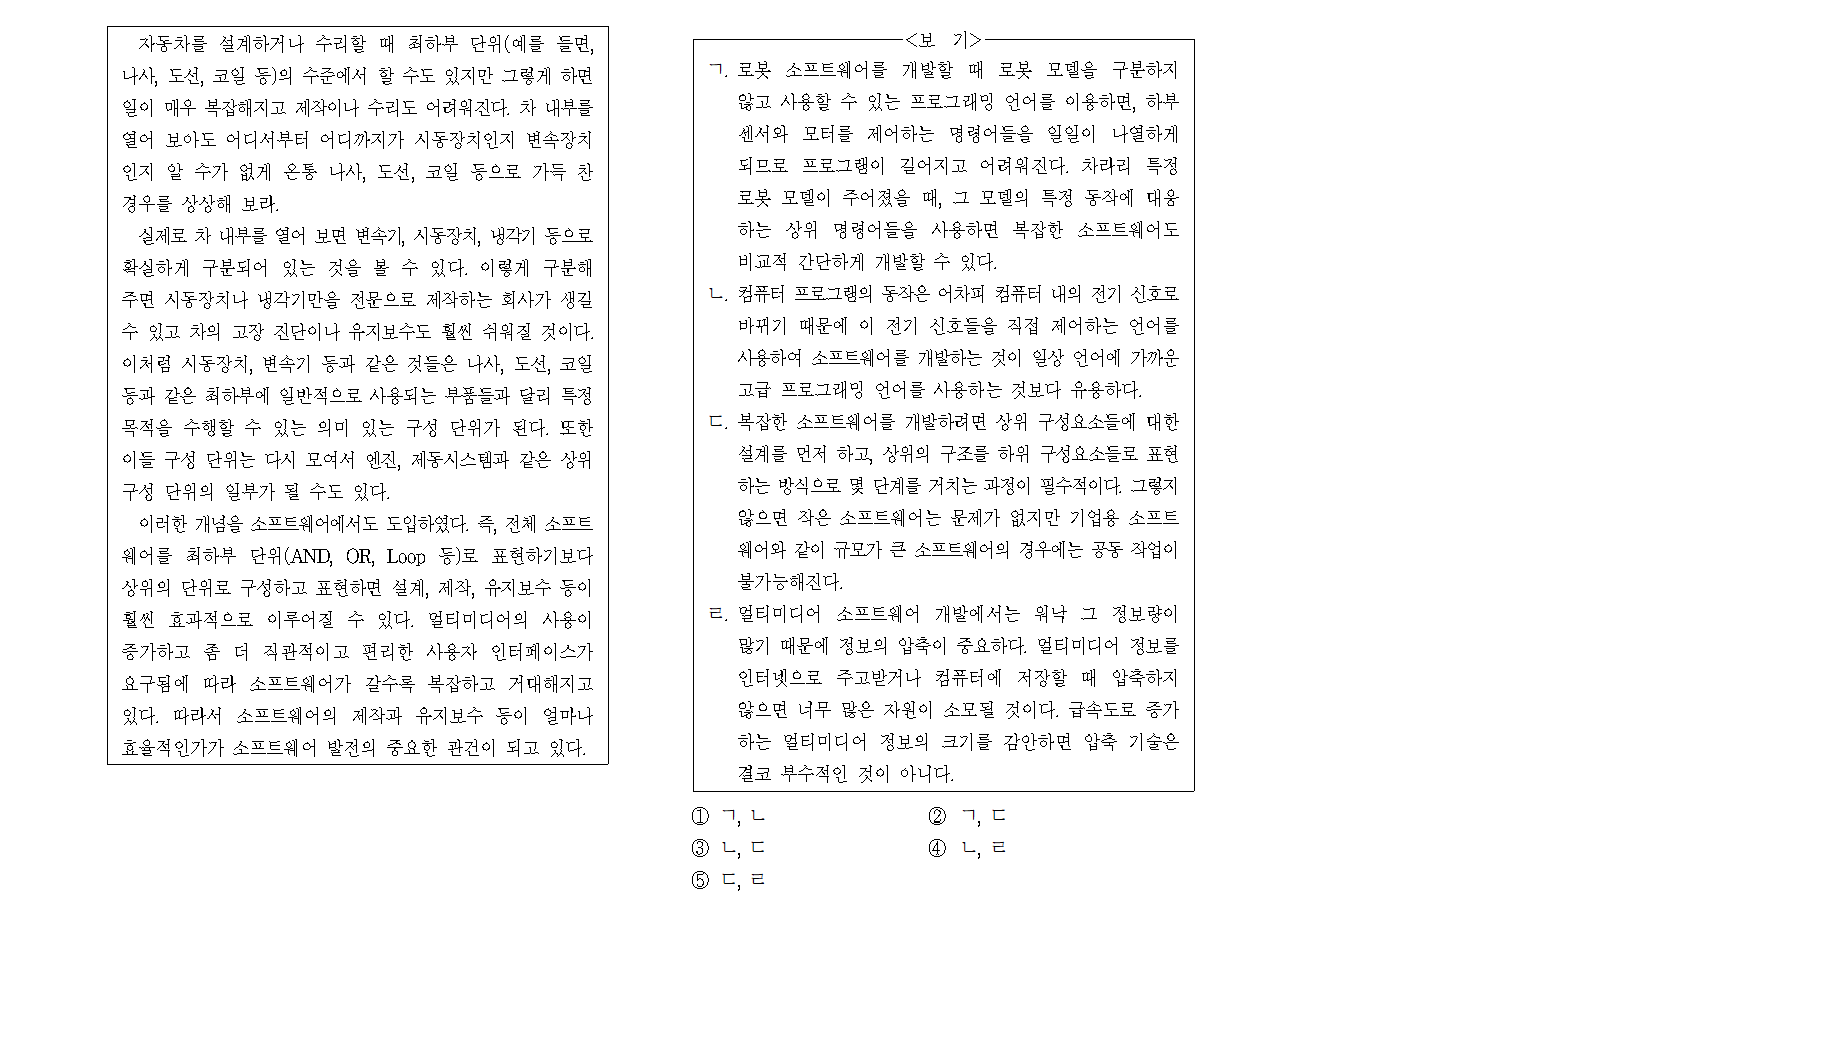 자동차를 설계하거나 수리할 때 최하부 단위(예를 들면,
나사, 도선, 코일 등)의 수준에서 할 수도 있지만 그렇게 하면
일이 매우 복잡해지고 제작이나 수리도 어려워진다. 차 내부를
열어 보아도 어디서부터 어디까지가 시동장치인지 변속장치
인지 알 수가 없게 온통 나사, 도선, 코일 등으로 가득 찬
경우를 상상해 보라.
실제로 차 내부를 열어 보면 변속기, 시동장치, 냉각기 등으로
확실하게 구분되어 있는 것을 볼 수 있다. 이렇게 구분해
주면 시동장치나 냉각기만을 전문으로 제작하는 회사가 생길
수 있고 차의 고장 진단이나 유지보수도 훨씬 쉬워질 것이다.
이처럼 시동장치, 변속기 등과 같은 것들은 나사, 도선, 코일
등과 같은 최하부에 일반적으로 사용되는 부품들과 달리 특정
목적을 수행할 수 있는 의미 있는 구성 단위가 된다. 또한
이들 구성 단위는 다시 모여서 엔진, 제동시스템과 같은 상위
구성 단위의 일부가 될 수도 있다.
이러한 개념을 소프트웨어에서도 도입하였다. 즉, 전체 소프트
웨어를 최하부 단위(AND, OR, Loop 등)로 표현하기보다
상위의 단위로 구성하고 표현하면 설계, 제작, 유지보수 등이
훨씬 효과적으로 이루어질 수 있다. 멀티미디어의 사용이
증가하고 좀 더 직관적이고 편리한 사용자 인터페이스가
요구됨에 따라 소프트웨어가 갈수록 복잡하고 거대해지고
있다. 따라서 소프트웨어의 제작과 유지보수 등이 얼마나
효율적인가가 소프트웨어 발전의 중요한 관건이 되고 있다.
<보 기>
ㄱ. 로봇 소프트웨어를 개발할 때 로봇 모델을 구분하지
않고 사용할 수 있는 프로그래밍 언어를 이용하면, 하부
센서와 모터를 제어하는 명령어들을 일일이 나열하게
되므로 프로그램이 길어지고 어려워진다. 차라리 특정
로봇 모델이 주어졌을 때, 그 모델의 특정 동작에 대응
하는 상위 명령어들을 사용하면 복잡한 소프트웨어도
비교적 간단하게 개발할 수 있다.
ㄴ. 컴퓨터 프로그램의 동작은 어차피 컴퓨터 내의 전기 신호로
바뀌기 때문에 이 전기 신호들을 직접 제어하는 언어를
사용하여 소프트웨어를 개발하는 것이 일상 언어에 가까운
고급 프로그래밍 언어를 사용하는 것보다 유용하다.
ㄷ. 복잡한 소프트웨어를 개발하려면 상위 구성요소들에 대한
설계를 먼저 하고, 상위의 구조를 하위 구성요소들로 표현
하는 방식으로 몇 단계를 거치는 과정이 필수적이다. 그렇지
않으면 작은 소프트웨어는 문제가 없지만 기업용 소프트
웨어와 같이 규모가 큰 소프트웨어의 경우에는 공동 작업이
불가능해진다.
ㄹ. 멀티미디어 소프트웨어 개발에서는 워낙 그 정보량이
많기 때문에 정보의 압축이 중요하다. 멀티미디어 정보를
인터넷으로 주고받거나 컴퓨터에 저장할 때 압축하지
않으면 너무 많은 자원이 소모될 것이다. 급속도로 증가
하는 멀티미디어 정보의 크기를 감안하면 압축 기술은
결코 부수적인 것이 아니다.
① ㄱ, ㄴ ② ㄱ, ㄷ
③ ㄴ, ㄷ ④ ㄴ, ㄹ
⑤ ㄷ, ㄹ